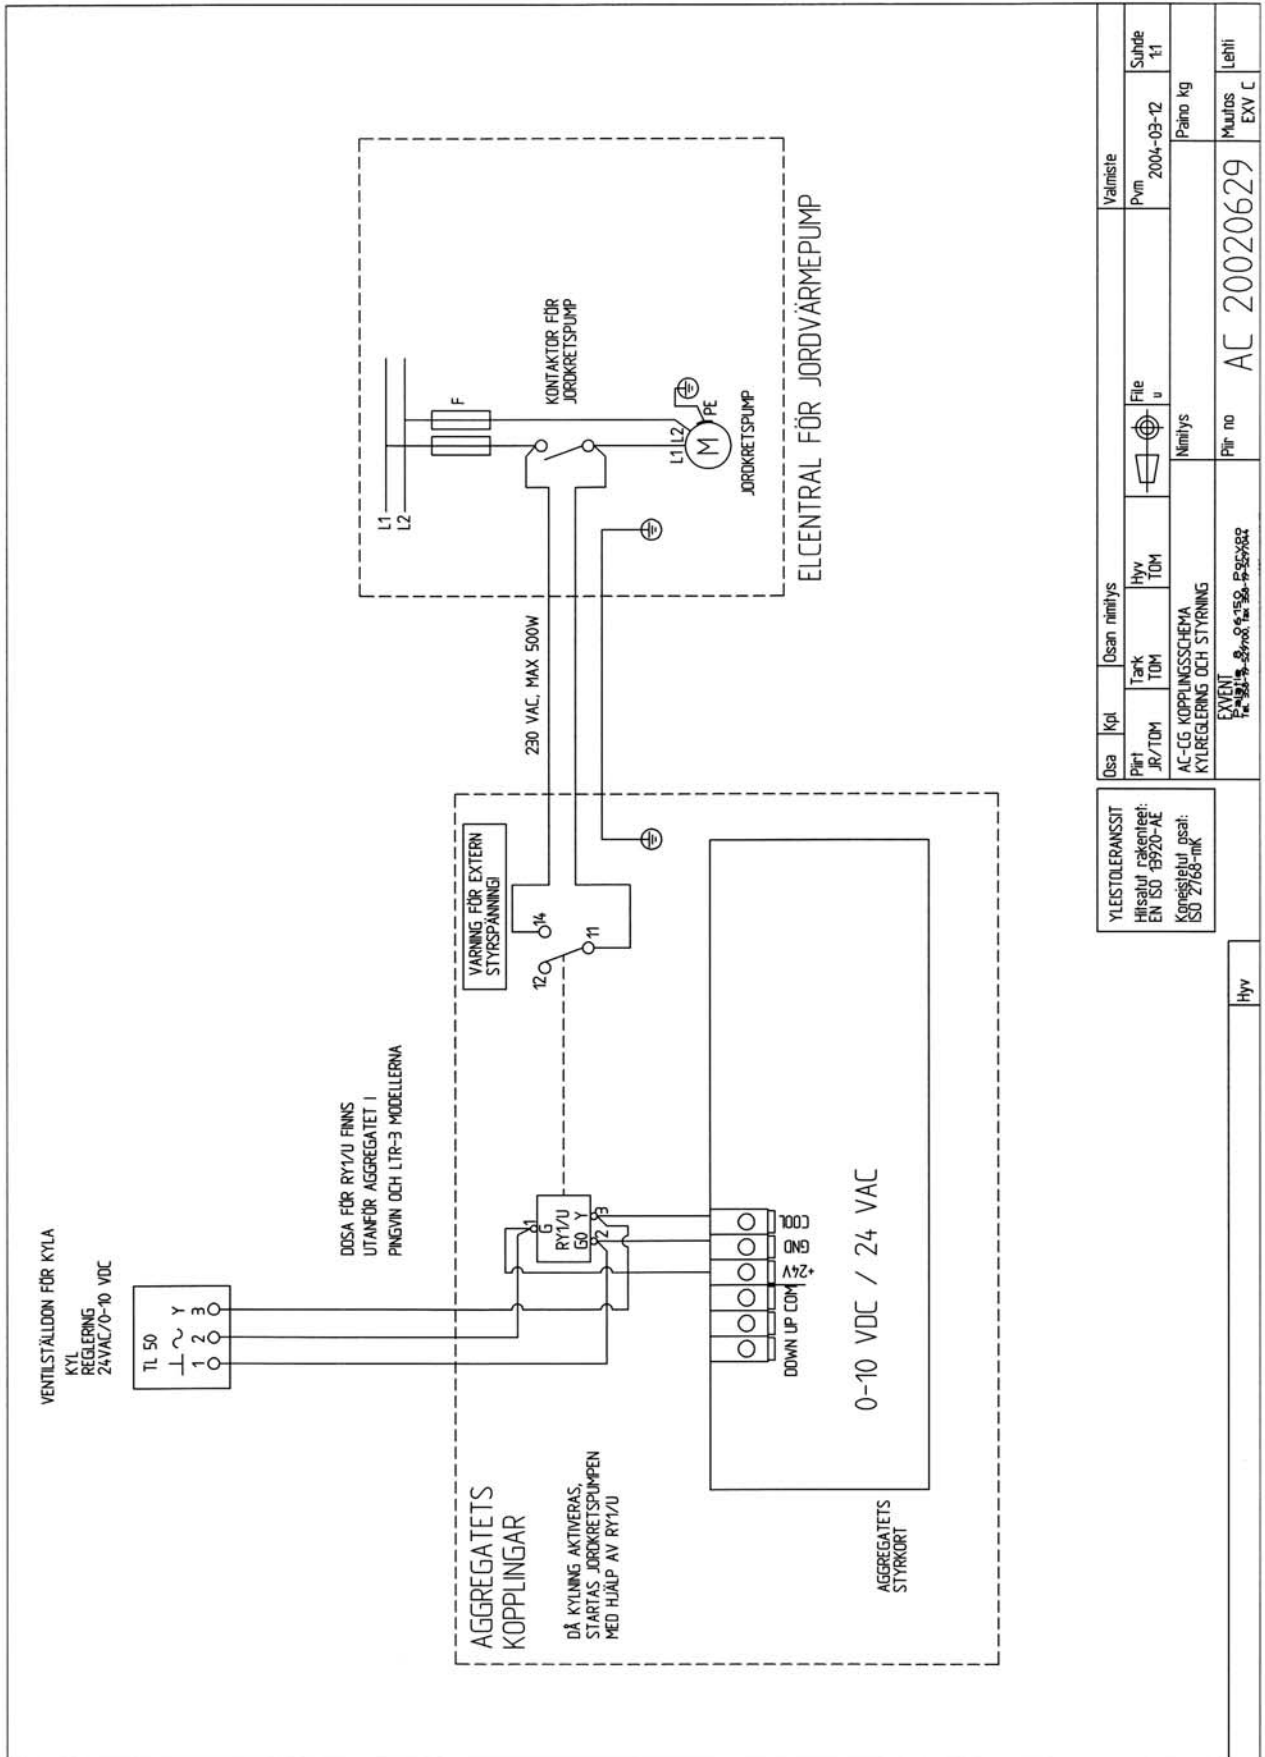 VENTILSTÄLLDON FÖR KYLA
KYL
REGLERING
24VAC/0-10 VDC
TL 50
Y
1 2 3
DOSA FÖR RY1/U FINNS
UTANFÖR AGGREGATET I
PINGVIN OCH LTR-3 MODELLERNA
AGGREGATETS
KOPPLINGAR
DÅ KYLNING AKTIVERAS,
STARTAS JORDKRETSPUMPEN
MED HJÄLP AV RY1/U
1
G
RY1/U
G0 Y
2 3
VARNING FÖR EXTERN
STYRSPÄNNING!
12 14
11
DOWN UP COM +24V GND COOL
0-10 VDC / 24 VAC
AGGREGATETS
STYRKORT
230 VAC, MAX 500W
L1
L2
F
KONTAKTOR FÖR
JORDKRETSPUMP
L1 L2
M
PE
JORDKRETSPUMP
ELCENTRAL FÖR JORDVÄRMEPUMP
YLEISTOLERANSSIT
Hitsatut rakenteet:
EN ISO 13920-AE
Koneistetut osat:
ISO 2768-mK
Hyv
Osa Kpl Osan nimitys Valmiste
Piirt JR/TOM
Tark TOM
Hyv TOM
File u
Pvm 2004-03-12
Suhde 1:1
AC-CG KOPPLINGSSCHEMA
KYLREGLERING OCH STYRNING
Nimitys
Paino kg
EXVENT
06150
Piir no AC 20020629
Muutos EXV C
Lehti